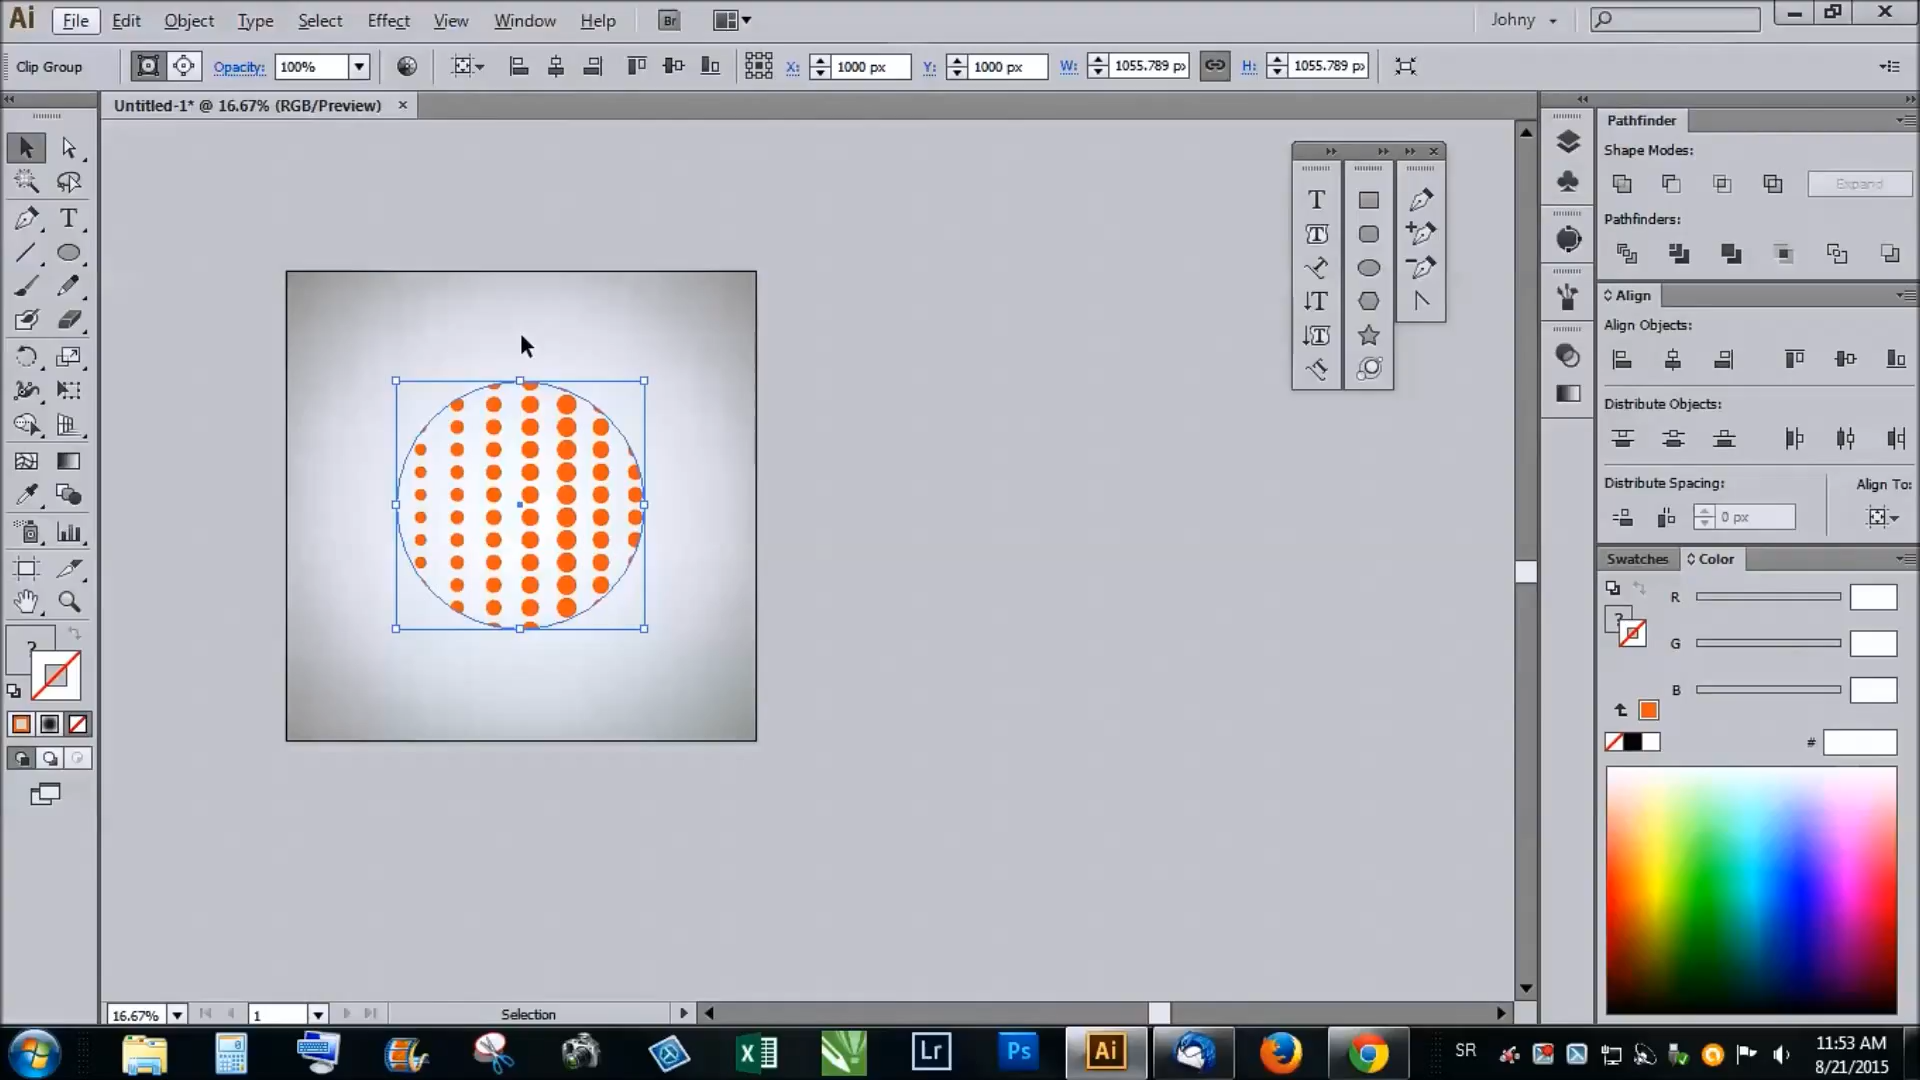 Ai File Edit Object Type Select Effect View Window Help Br Johny
Clip Group Opacity: 100% X: 1000 px Y: 1000 px W: 1055.789 px H: 1055.789 px
Untitled-1* @ 16.67% (RGB/Preview)
Pathfinder
Shape Modes:
Expand
Pathfinders:
Align
Align Objects:
Distribute Objects:
Distribute Spacing: Align To:
0 px
Swatches Color
R
G
B
#
16.67% 1 Selection
Lr Ps Ai SR 11:53 AM
8/21/2015